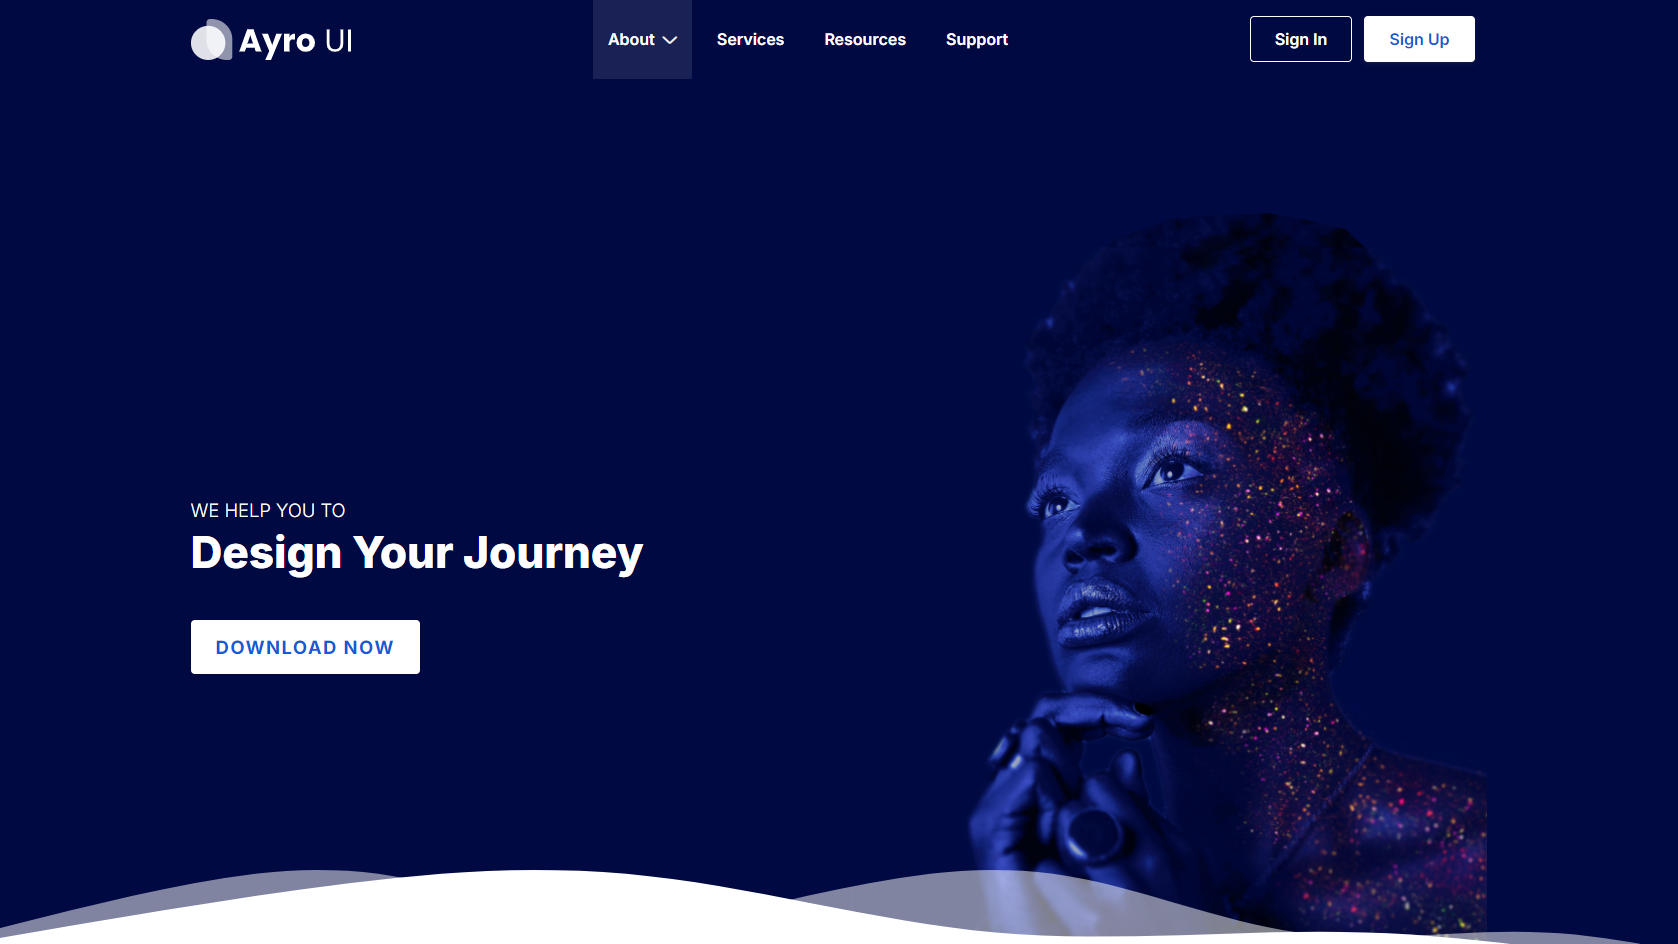 Ayro UI
About
Services
Resources
Support
Sign In
Sign Up
WE HELP YOU TO
Design Your Journey
DOWNLOAD NOW